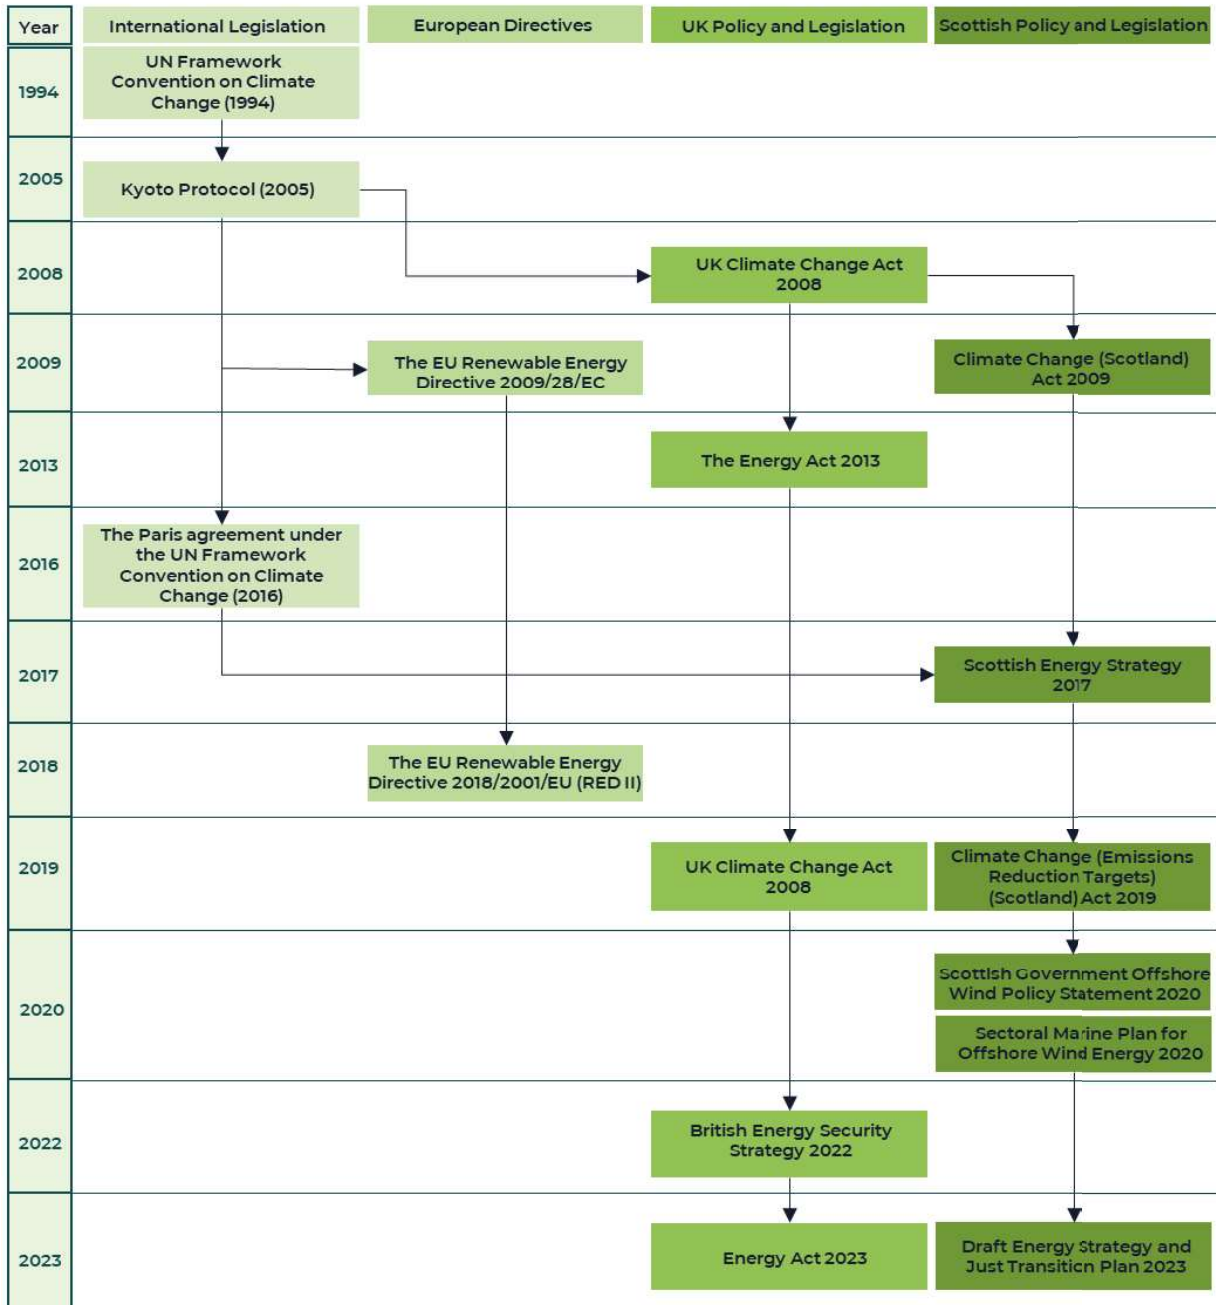 Year
International Legislation
European Directives
UK Policy and Legislation
Scottish Policy and Legislation
1994
UN Framework
Convention on Climate
Change (1994)
2005
Kyoto Protocol (2005)
2008
UK Climate Change Act
2008
2009
The EU Renewable Energy
Directive 2009/28/EC
Climate Change (Scotland)
Act 2009
2013
The Energy Act 2013
2016
The Paris agreement under
the UN Framework
Convention on Climate
Change (2016)
2017
Scottish Energy Strategy
2017
2018
The EU Renewable Energy
Directive 2018/2001/EU (RED II)
2019
UK Climate Change Act
2008
Climate Change (Emissions
Reduction Targets)
(Scotland) Act 2019
2020
Scottish Government Offshore
Wind Policy Statement 2020
Sectoral Marine Plan for
Offshore Wind Energy 2020
2022
British Energy Security
Strategy 2022
2023
Energy Act 2023
Draft Energy Strategy and
Just Transition Plan 2023